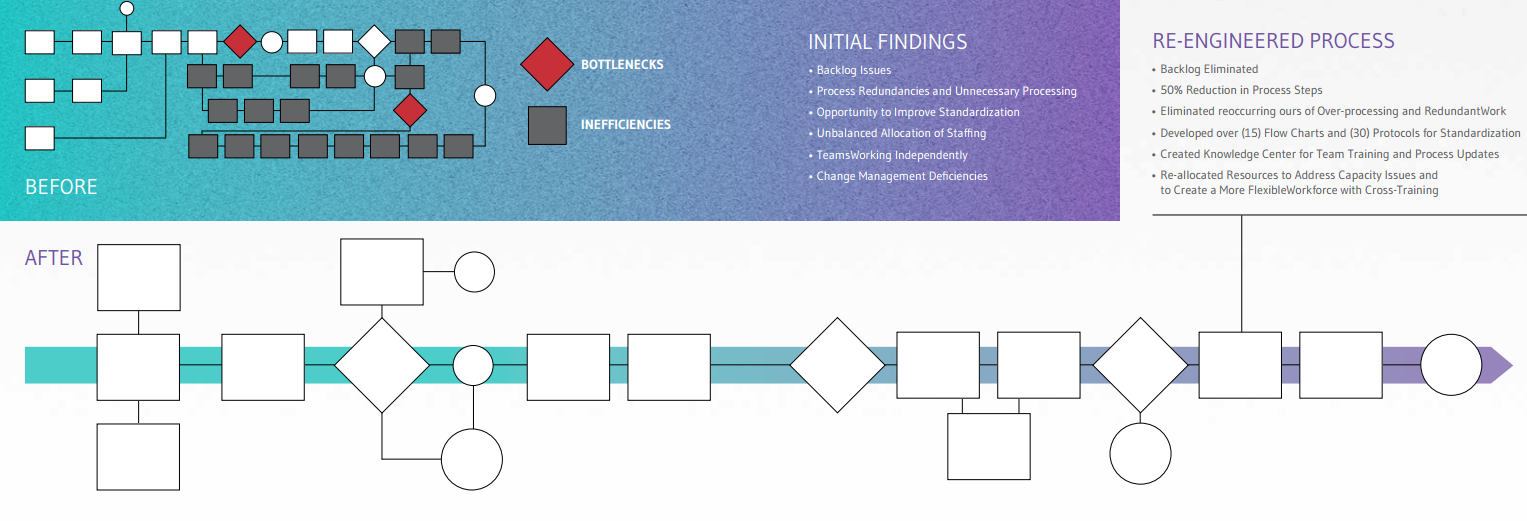 BOTTLENECKS
INEFFICIENCIES
BEFORE
INITIAL FINDINGS
• Backlog Issues
• Process Redundancies and Unnecessary Processing
• Opportunity to Improve Standardization
• Unbalanced Allocation of Staffing
• TeamsWorking Independently
• Change Management Deficiencies
RE-ENGINEERED PROCESS
• Backlog Eliminated
• 50% Reduction in Process Steps
• Eliminated reoccurring ours of Over-processing and RedundantWork
• Developed over (15) Flow Charts and (30) Protocols for Standardization
• Created Knowledge Center for Team Training and Process Updates
• Re-allocated Resources to Address Capacity Issues and
to Create a More FlexibleWorkforce with Cross-Training
AFTER